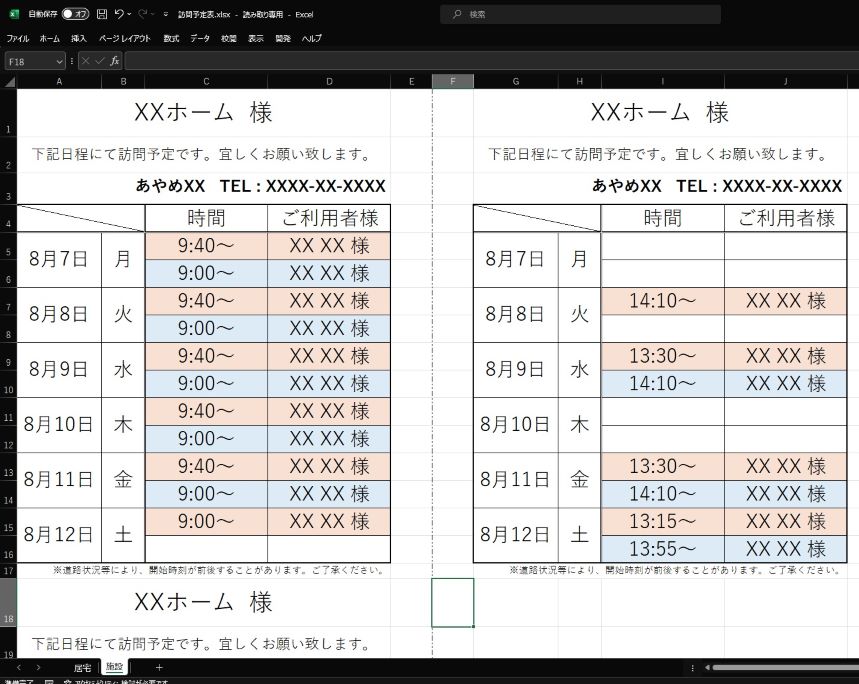 自動保存 オフ 訪問予定表.xlsx - 読み取り専用 - Excel 検索
ファイル ホーム 挿入 ページ レイアウト 数式 データ 校閲 表示 開発 ヘルプ
F18 fx
A B C D E F G H I J
1 XXホーム 様 XXホーム 様
2 下記日程にて訪問予定です。宜しくお願い致します。 下記日程にて訪問予定です。宜しくお願い致します。
3 あやめXX TEL：XXXX-XX-XXXX あやめXX TEL：XXXX-XX-XXXX
4 時間 ご利用者様 時間 ご利用者様
5 8月7日 月 9:40～ XX XX 様 8月7日 月
6 9:00～ XX XX 様
7 8月8日 火 9:40～ XX XX 様 8月8日 火 14:10～ XX XX 様
8 9:00～ XX XX 様
9 8月9日 水 9:40～ XX XX 様 8月9日 水 13:30～ XX XX 様
10 9:00～ XX XX 様 14:10～ XX XX 様
11 8月10日 木 9:40～ XX XX 様 8月10日 木
12 9:00～ XX XX 様
13 8月11日 金 9:40～ XX XX 様 8月11日 金 13:30～ XX XX 様
14 9:00～ XX XX 様 14:10～ XX XX 様
15 8月12日 土 9:00～ XX XX 様 8月12日 土 13:15～ XX XX 様
16 13:55～ XX XX 様
17 ※道路状況等により、開始時刻が前後することがあります。ご了承ください。 ※道路状況等により、開始時刻が前後することがあります。ご了承ください。
18 XXホーム 様
19 下記日程にて訪問予定です。宜しくお願い致します。
居宅 施設 +